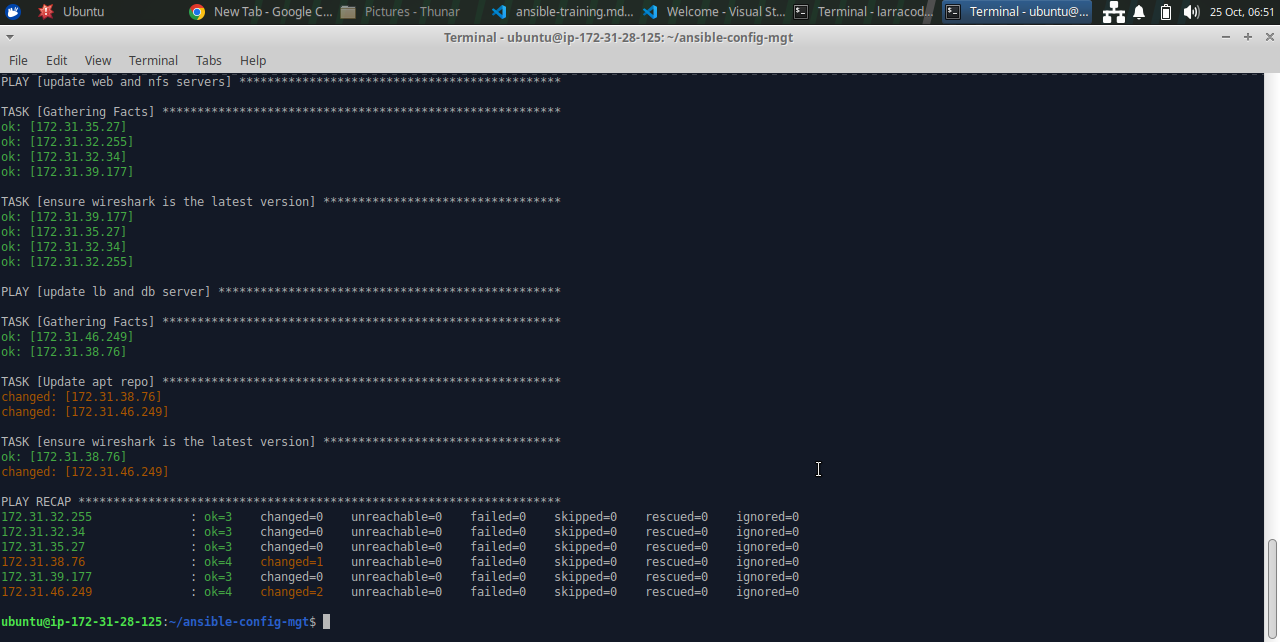 Ubuntu
New Tab - Google C...
Pictures - Thunar
ansible-training.md...
Welcome - Visual St...
Terminal - larracod...
Terminal - ubuntu@...
25 Oct, 06:51
Terminal - ubuntu@ip-172-31-28-125: ~/ansible-config-mgt
File Edit View Terminal Tabs Help
PLAY [update web and nfs servers] **********************************************
TASK [Gathering Facts] *********************************************************
ok: [172.31.35.27]
ok: [172.31.32.255]
ok: [172.31.32.34]
ok: [172.31.39.177]
TASK [ensure wireshark is the latest version] **********************************
ok: [172.31.39.177]
ok: [172.31.35.27]
ok: [172.31.32.34]
ok: [172.31.32.255]
PLAY [update lb and db server] *************************************************
TASK [Gathering Facts] *********************************************************
ok: [172.31.46.249]
ok: [172.31.38.76]
TASK [Update apt repo] *********************************************************
changed: [172.31.38.76]
changed: [172.31.46.249]
TASK [ensure wireshark is the latest version] **********************************
ok: [172.31.38.76]
changed: [172.31.46.249]
PLAY RECAP *********************************************************************
172.31.32.255 : ok=3 changed=0 unreachable=0 failed=0 skipped=0 rescued=0 ignored=0
172.31.32.34 : ok=3 changed=0 unreachable=0 failed=0 skipped=0 rescued=0 ignored=0
172.31.35.27 : ok=3 changed=0 unreachable=0 failed=0 skipped=0 rescued=0 ignored=0
172.31.38.76 : ok=4 changed=1 unreachable=0 failed=0 skipped=0 rescued=0 ignored=0
172.31.39.177 : ok=3 changed=0 unreachable=0 failed=0 skipped=0 rescued=0 ignored=0
172.31.46.249 : ok=4 changed=2 unreachable=0 failed=0 skipped=0 rescued=0 ignored=0
ubuntu@ip-172-31-28-125:~/ansible-config-mgt$